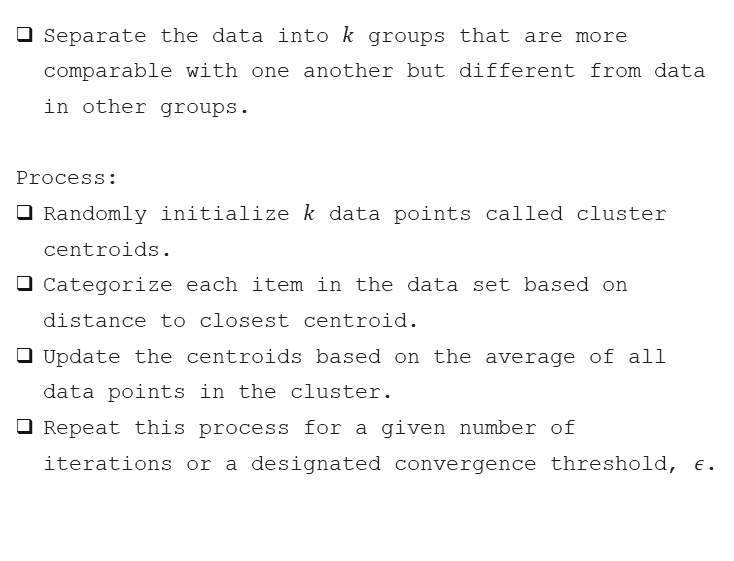 ❑ Separate the data into k groups that are more
comparable with one another but different from data
in other groups.
Process:
❑ Randomly initialize k data points called cluster
centroids.
❑ Categorize each item in the data set based on
distance to closest centroid.
❑ Update the centroids based on the average of all
data points in the cluster.
❑ Repeat this process for a given number of
iterations or a designated convergence threshold, ϵ.